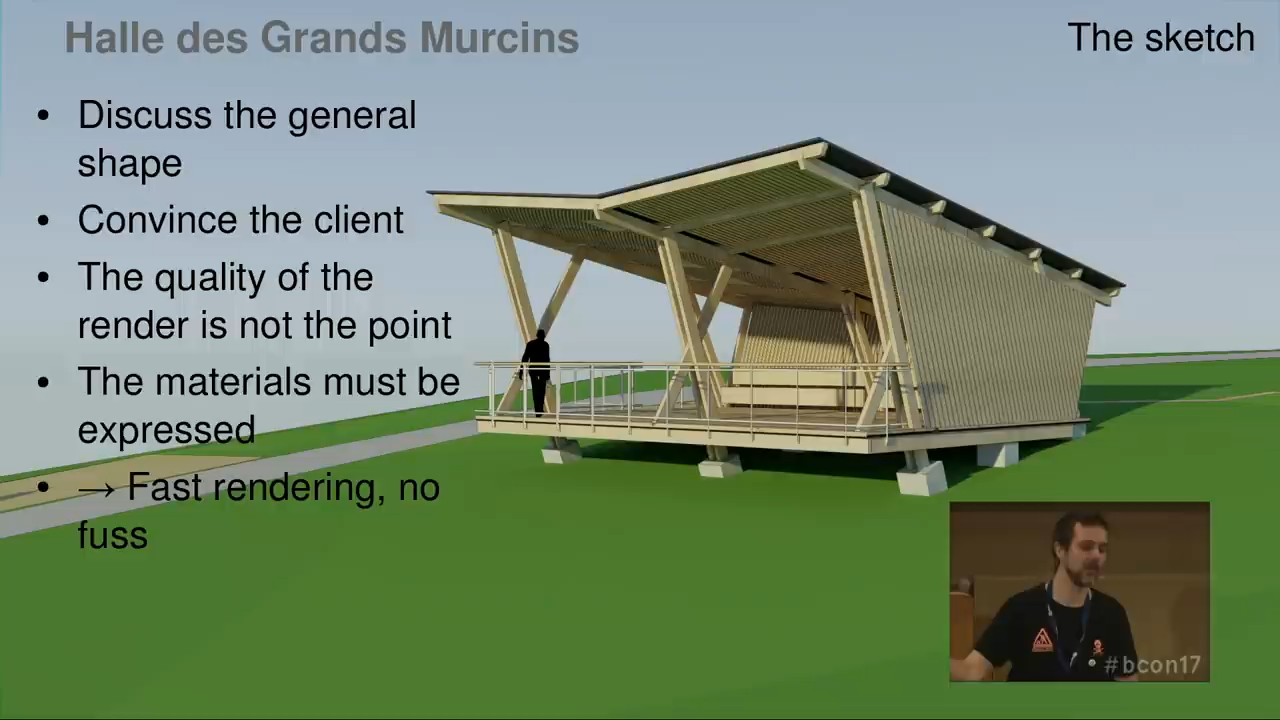 Halle des Grands Murcins
The sketch
• Discuss the general
shape
• Convince the client
• The quality of the
render is not the point
• The materials must be
expressed
• → Fast rendering, no
fuss
#bcon17